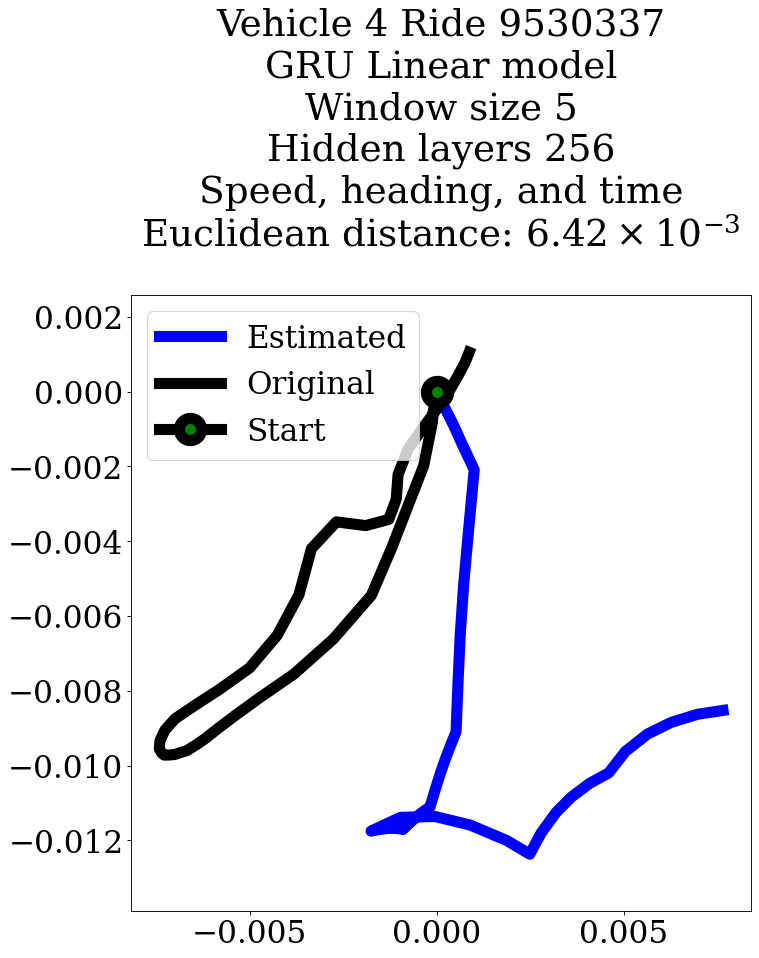 Vehicle 4 Ride 9530337
GRU Linear model
Window size 5
Hidden layers 256
Speed, heading, and time
Euclidean distance: 6.42 × 10⁻³
Estimated
Original
Start
0.002
0.000
−0.002
−0.004
−0.006
−0.008
−0.010
−0.012
−0.005 0.000 0.005